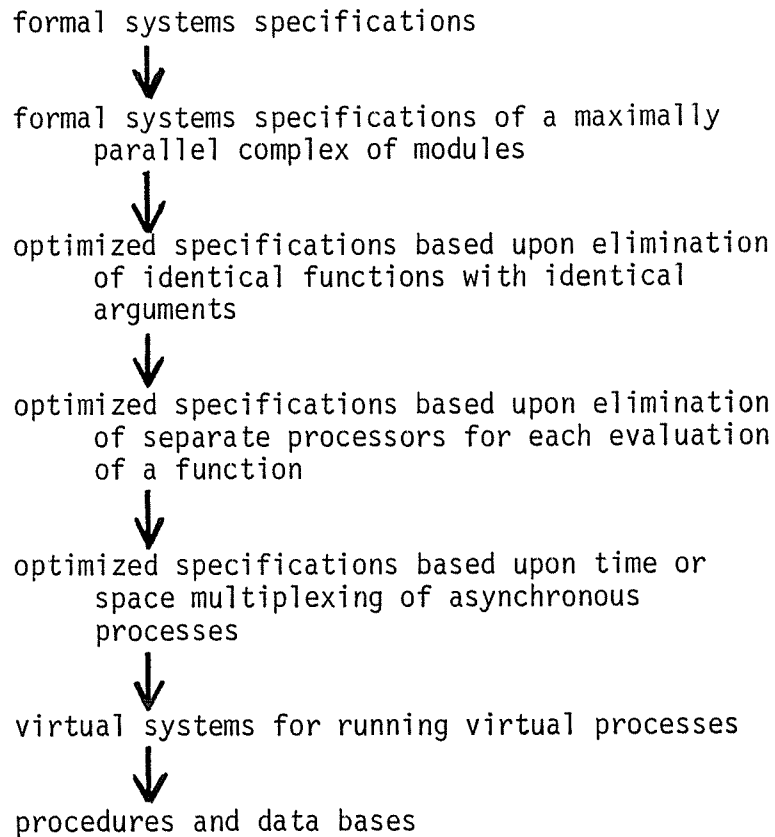 formal systems specifications
formal systems specifications of a maximally
parallel complex of modules
optimized specifications based upon elimination
of identical functions with identical
arguments
optimized specifications based upon elimination
of separate processors for each evaluation
of a function
optimized specifications based upon time or
space multiplexing of asynchronous
processes
virtual systems for running virtual processes
procedures and data bases